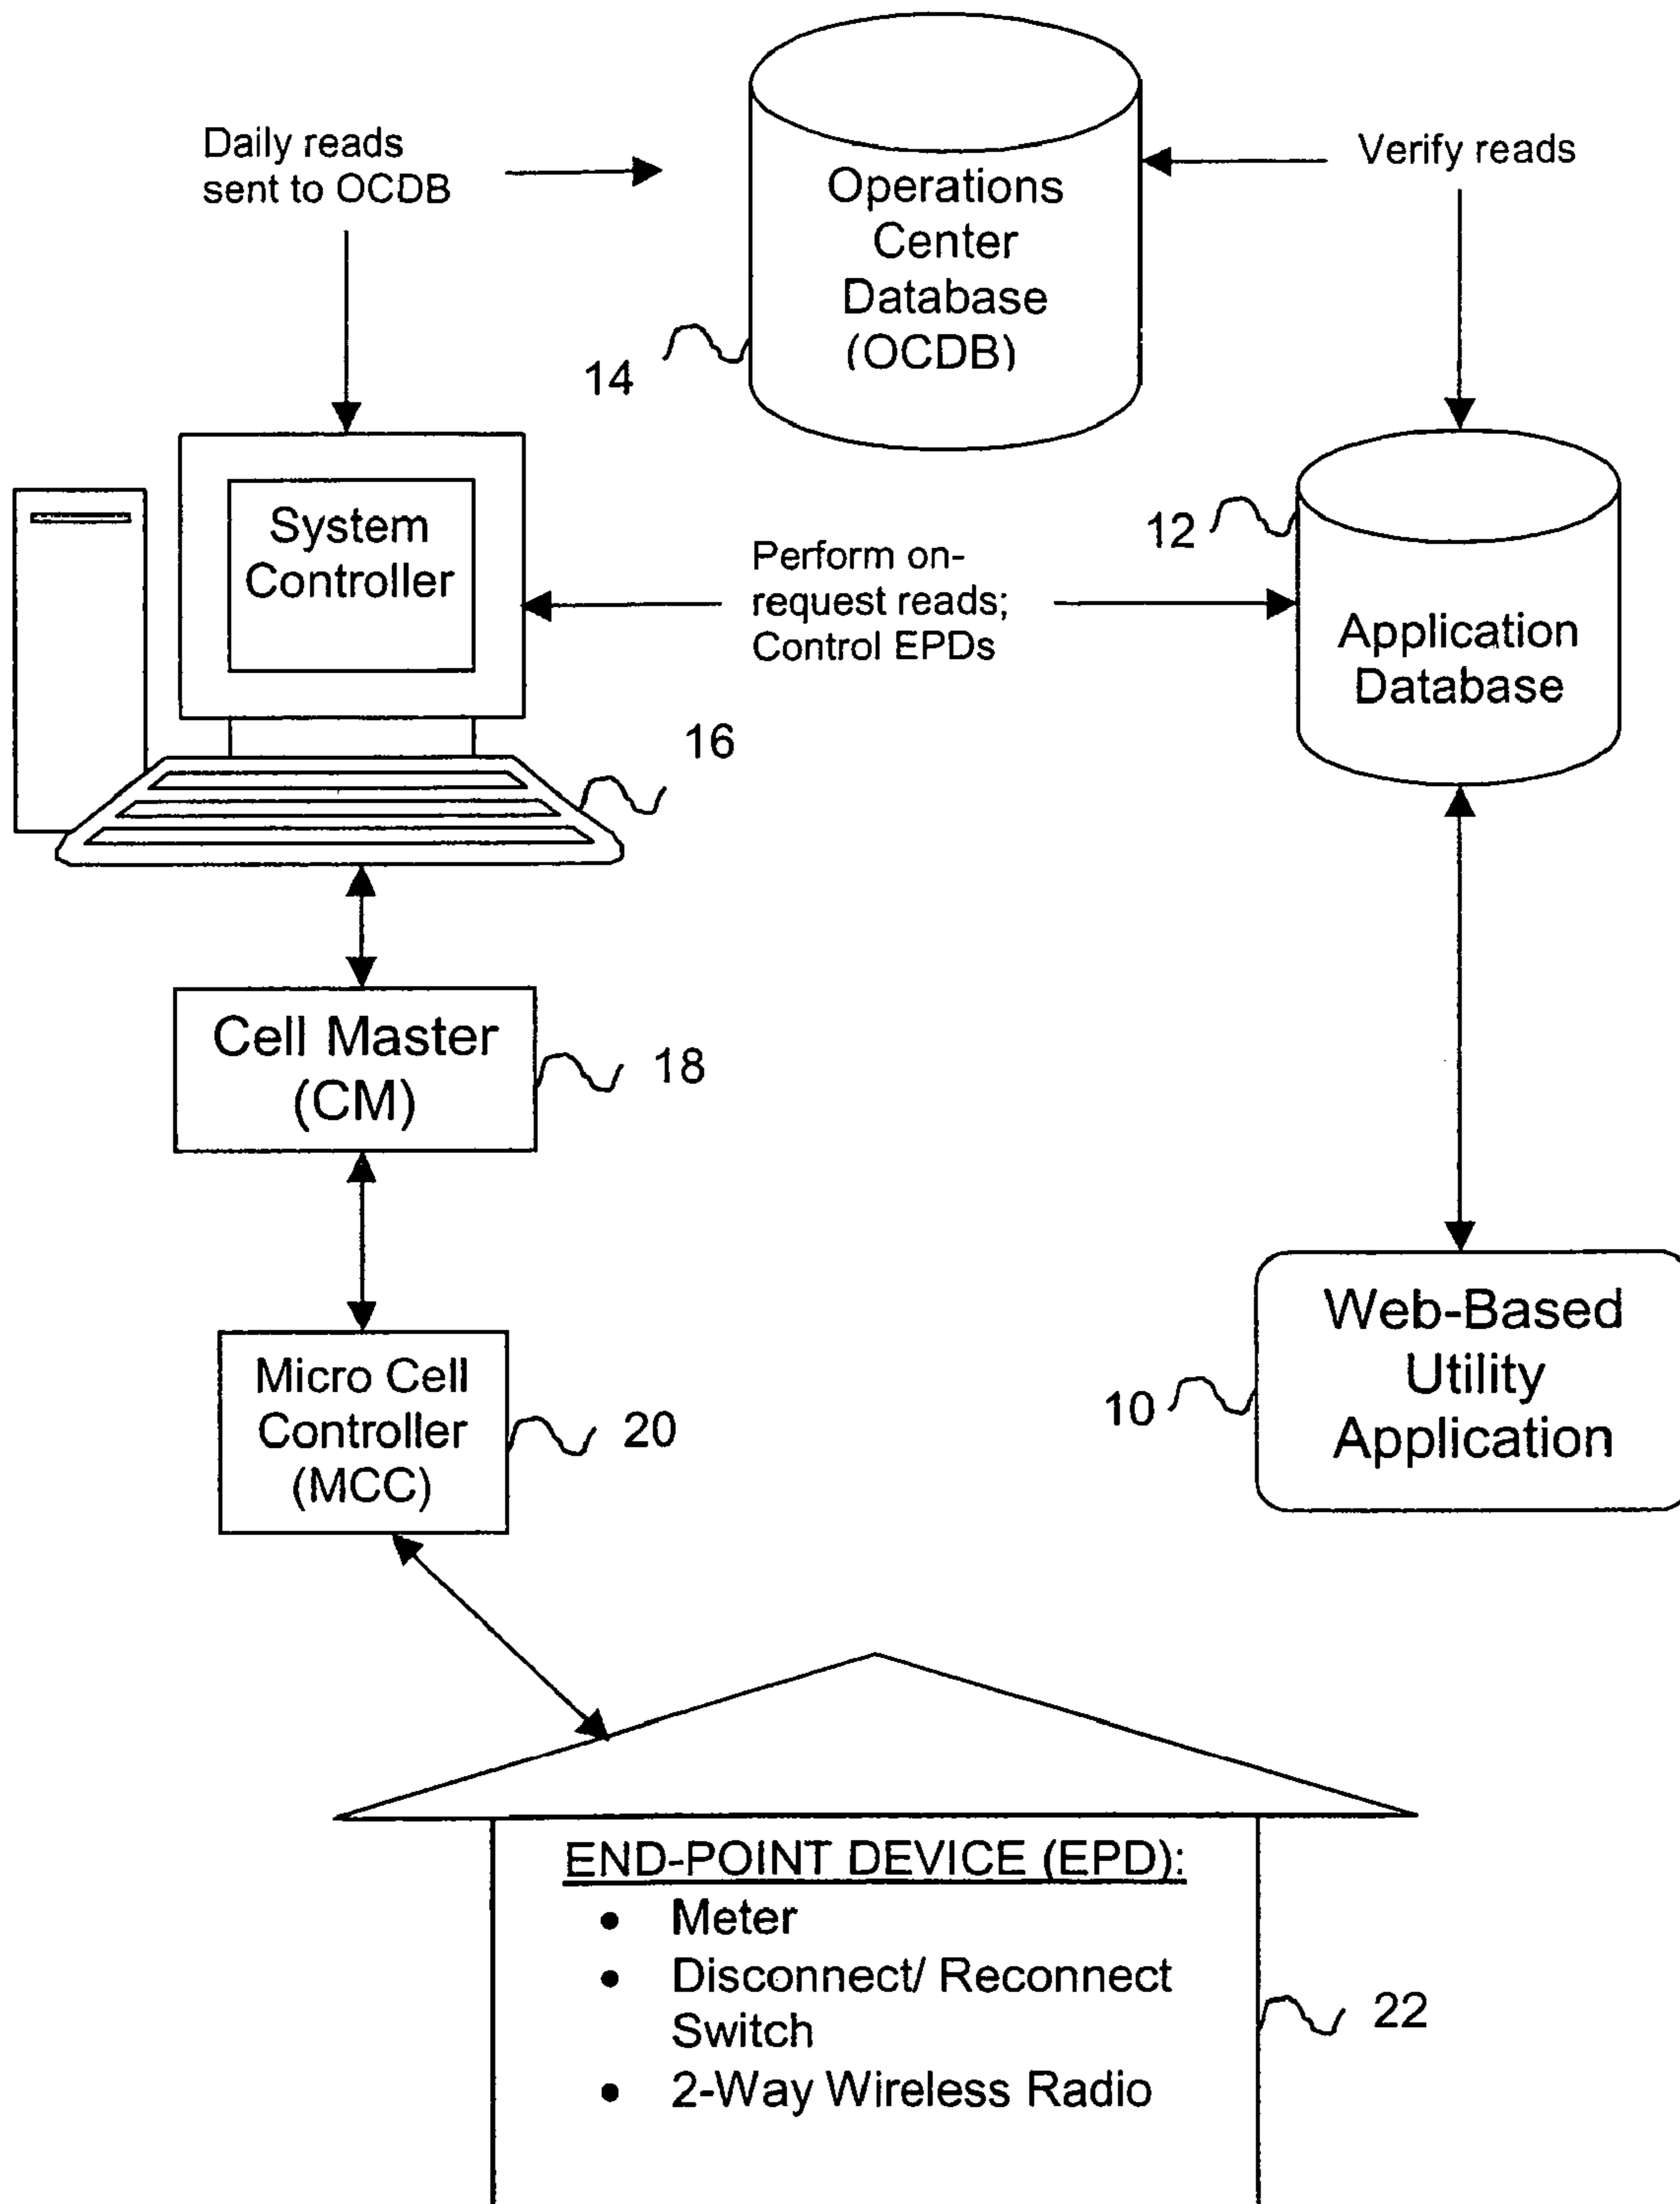 Daily reads
sent to OCDB
Operations
Center
Database
(OCDB)
14
Verify reads
System
Controller
16
Perform on-
request reads;
Control EPDs
12
Application
Database
Cell Master
(CM)
18
Micro Cell
Controller
(MCC)
20
10
Web-Based
Utility
Application
END-POINT DEVICE (EPD):
• Meter
• Disconnect/ Reconnect
Switch
• 2-Way Wireless Radio
22